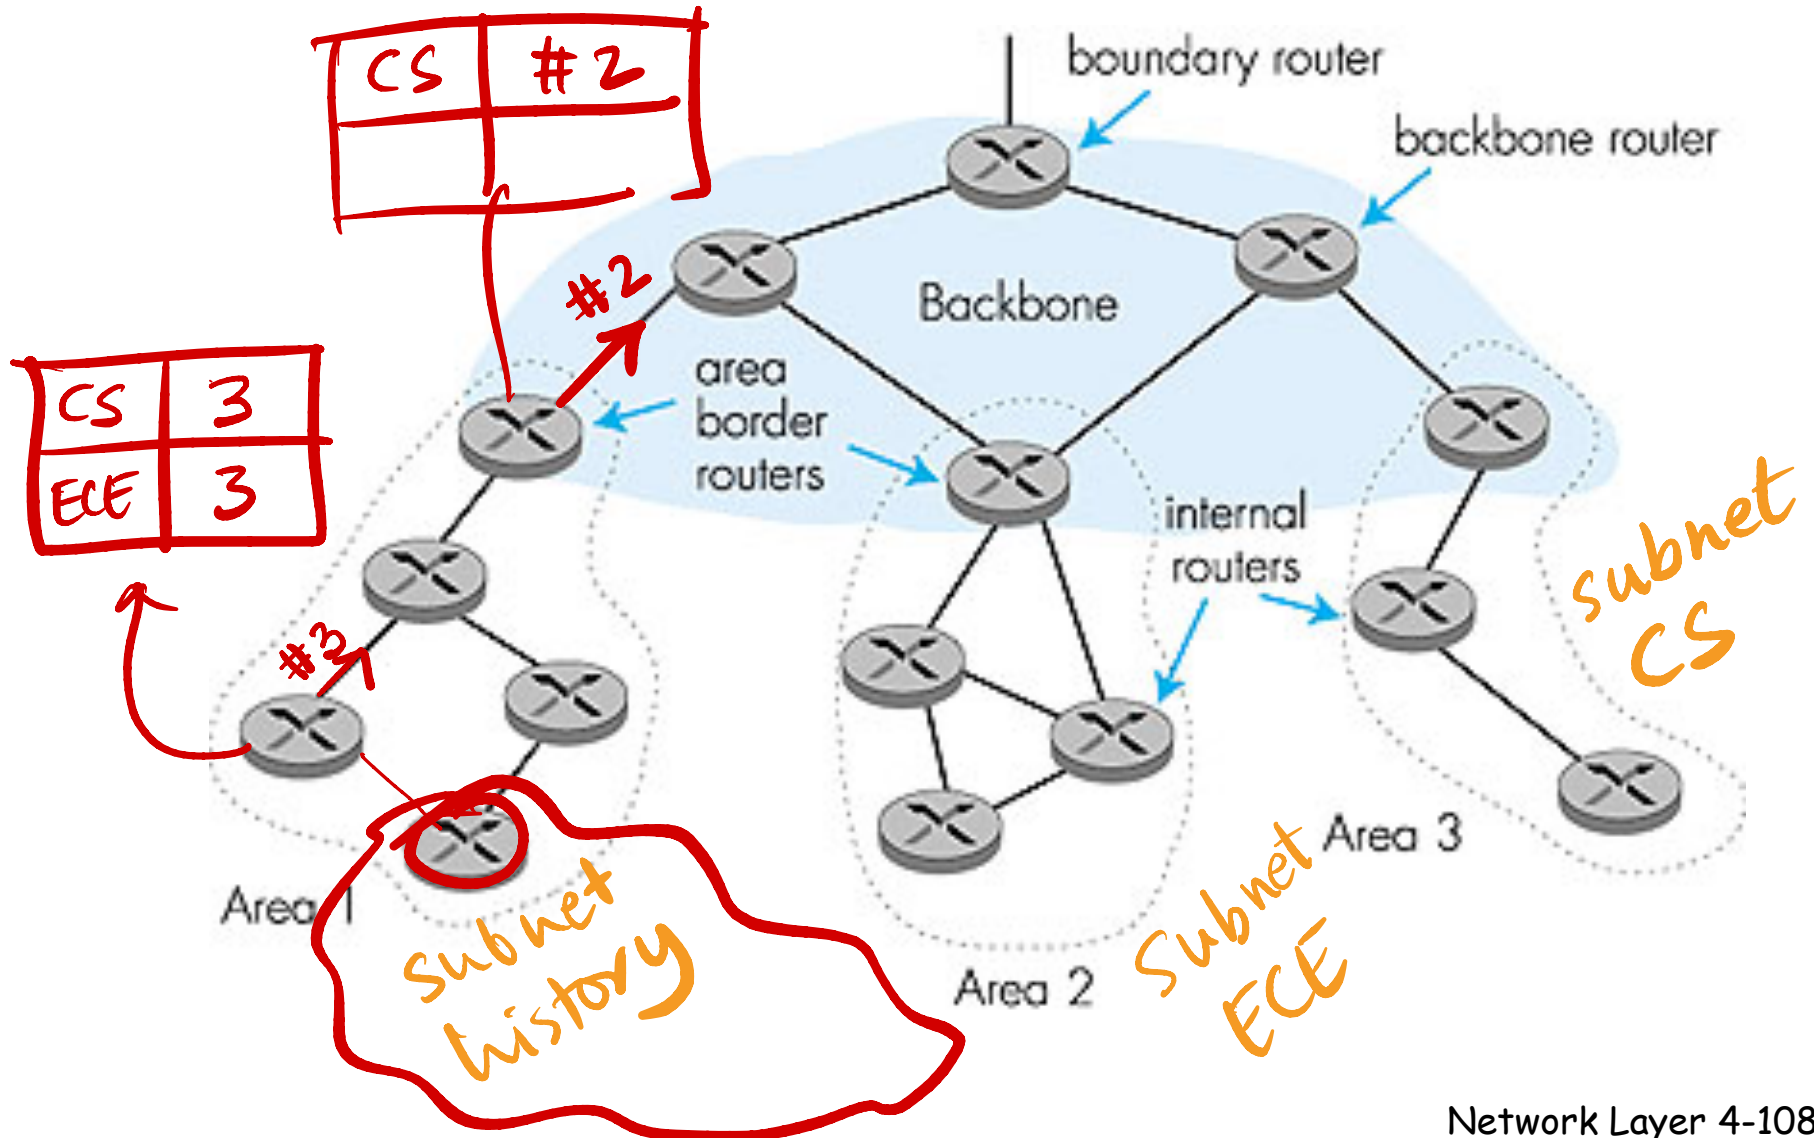 CS #2
boundary router
backbone router
#2
Backbone
CS 3
ECE 3
area
border
routers
internal
routers
subnet
CS
#3
Area 1
subnet
history
Area 2
Subnet
ECE
Area 3
Network Layer 4-108